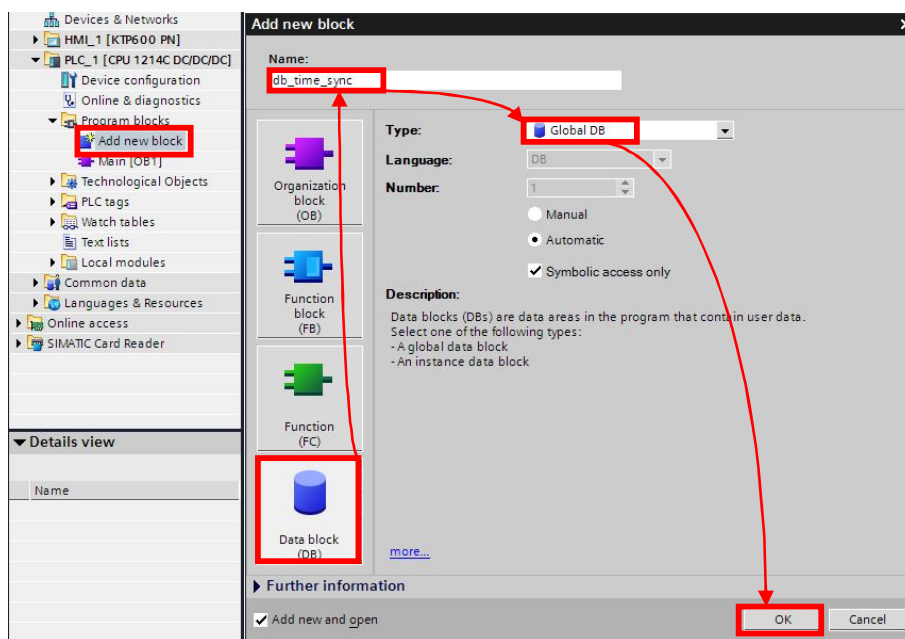 Devices & Networks
HMI_1 [KTP600 PN]
PLC_1 [CPU 1214C DC/DC/DC]
Device configuration
Online & diagnostics
Program blocks
Add new block
Main [OB1]
Technological Objects
PLC tags
Watch tables
Text lists
Local modules
Common data
Languages & Resources
Online access
SIMATIC Card Reader
Details view
Name
Add new block
Name:
db_time_sync
Organization
block
(OB)
Function
block
(FB)
Function
(FC)
Data block
(DB)
Type:
Global DB
Language:
DB
Number:
1
Manual
Automatic
Symbolic access only
Description:
Data blocks (DBs) are data areas in the program that contain user data.
Select one of the following types:
- A global data block
- An instance data block
more...
Further information
Add new and open
OK
Cancel